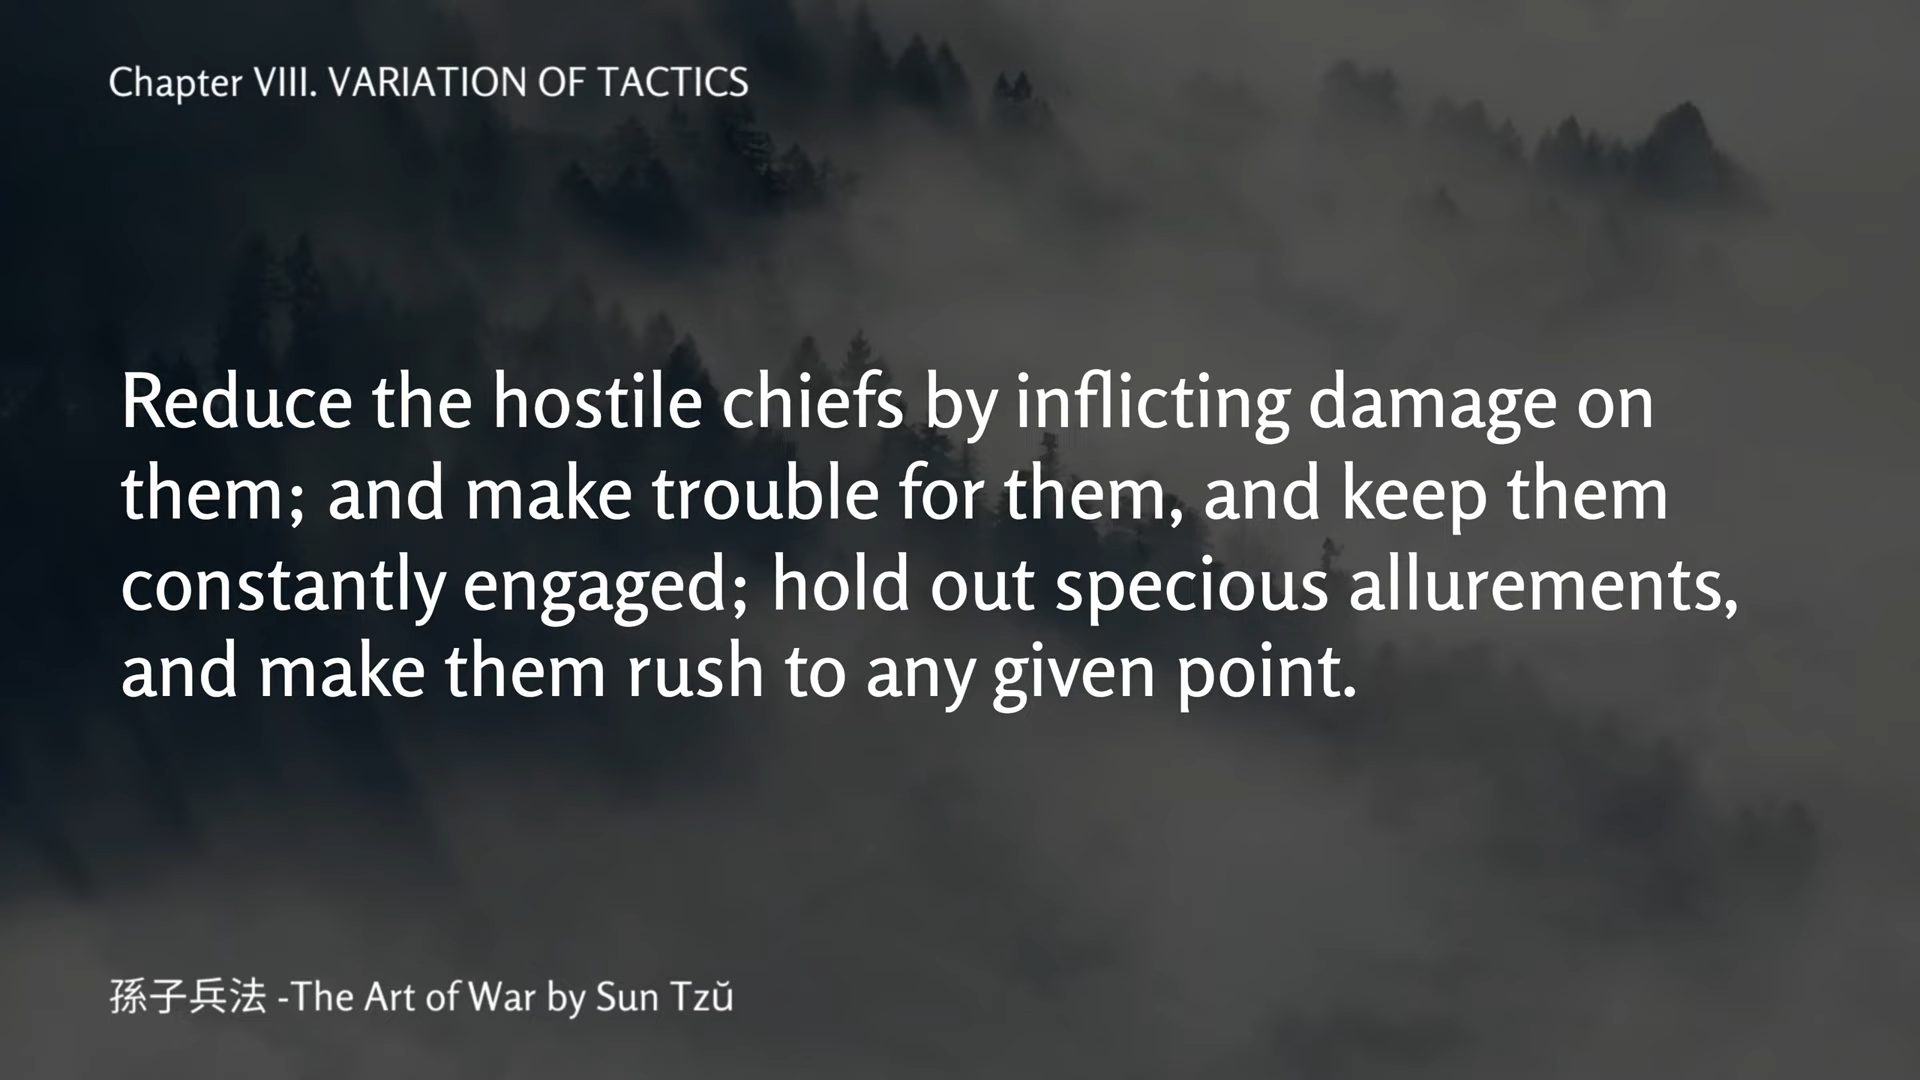 Chapter VIII. VARIATION OF TACTICS
Reduce the hostile chiefs by inflicting damage on
them; and make trouble for them, and keep them
constantly engaged; hold out specious allurements,
and make them rush to any given point.
孫子兵法 -The Art of War by Sun Tzŭ